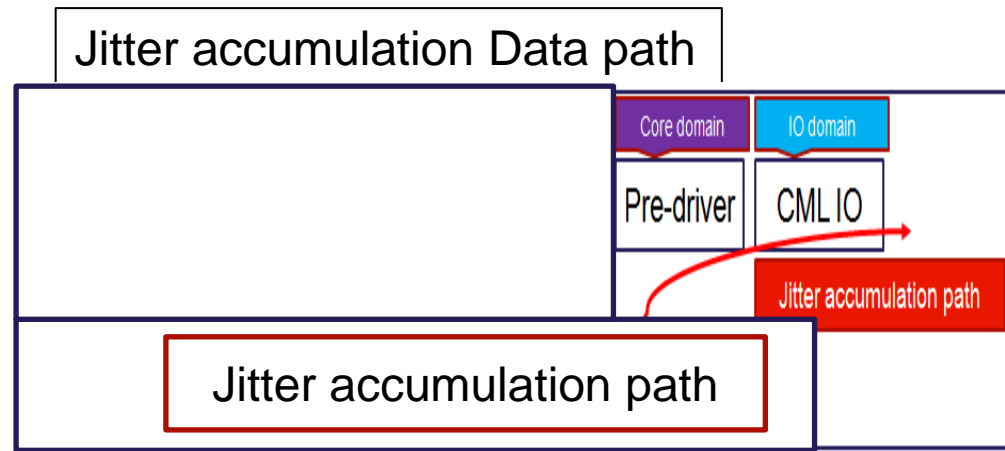 Jitter accumulation Data path
Core domain
IO domain
Pre-driver
CML IO
Jitter accumulation path
Jitter accumulation path